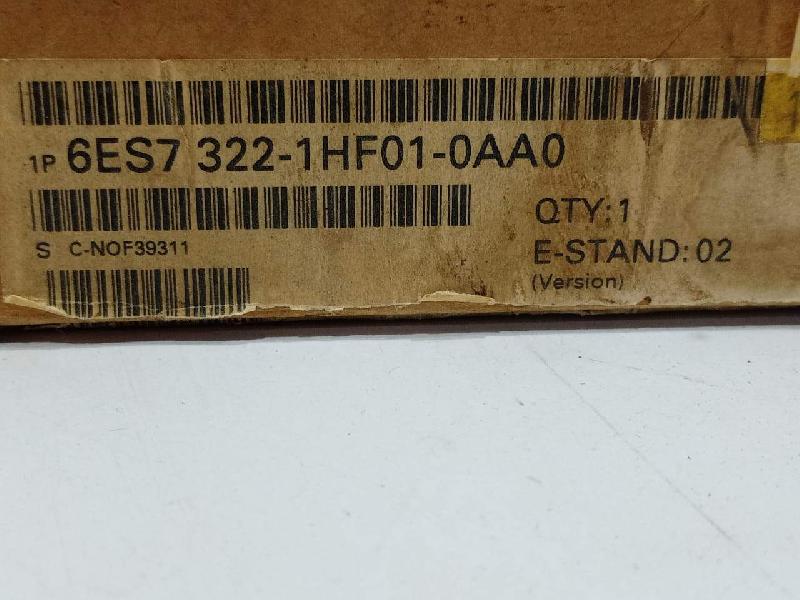 1P 6ES7 322-1HF01-0AA0
S C-NOF39311
QTY: 1
E-STAND: 02
(Version)